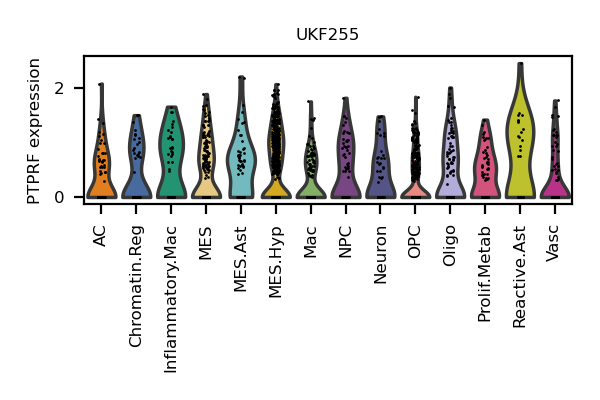 UKF255
PTPRF expression
2
0
AC
Chromatin.Reg
Inflammatory.Mac
MES
MES.Ast
MES.Hyp
Mac
NPC
Neuron
OPC
Oligo
Prolif.Metab
Reactive.Ast
Vasc